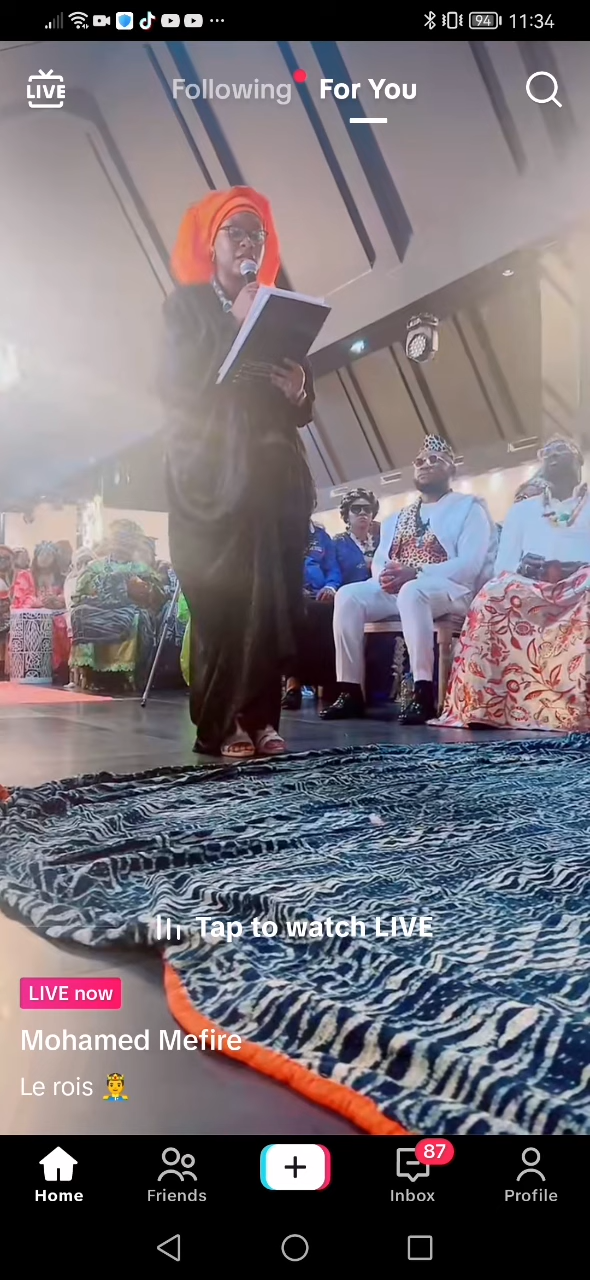 94 11:34
LIVE Following For You
Tap to watch LIVE
LIVE now
Mohamed Mefire
Le rois 🤴
87
Home Friends Inbox Profile